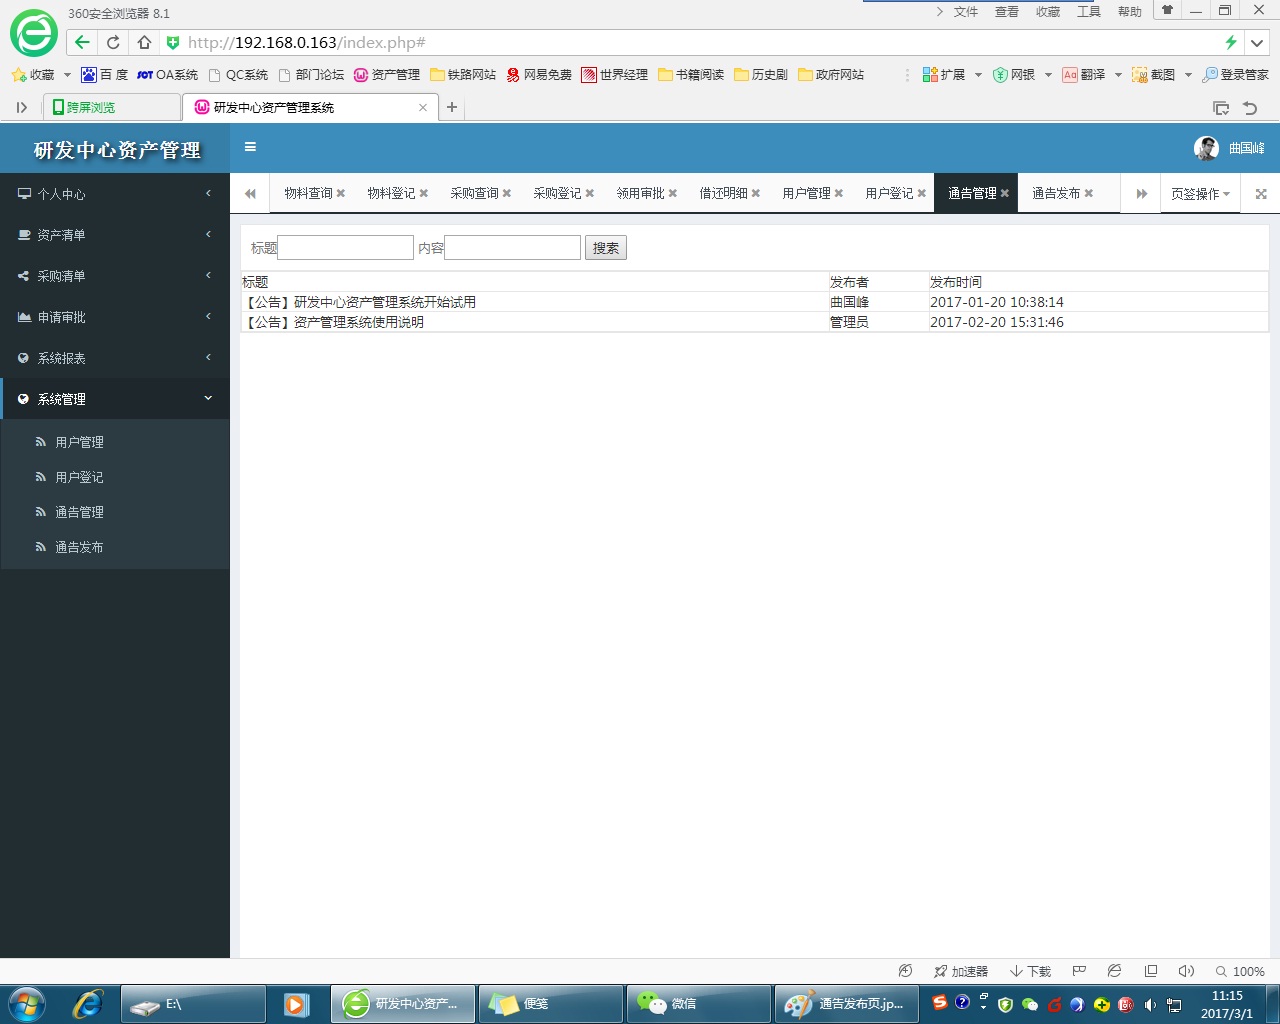 360安全浏览器 8.1
文件 查看 收藏 工具 帮助
http://192.168.0.163/index.php#
收藏 百度 SOT OA系统 QC系统 部门论坛 资产管理 铁路网站 网易免费 世界经理 书籍阅读 历史剧 政府网站 扩展 网银 Aa 翻译 截图 登录管家
跨屏浏览 研发中心资产管理系统
研发中心资产管理
曲国峰
物料查询 物料登记 采购查询 采购登记 领用审批 借还明细 用户管理 用户登记 通告管理 通告发布 页签操作
个人中心
资产清单
采购清单
申请审批
系统报表
系统管理
用户管理
用户登记
通告管理
通告发布
标题 内容 搜索
标题 发布者 发布时间
【公告】研发中心资产管理系统开始试用 曲国峰 2017-01-20 10:38:14
【公告】资产管理系统使用说明 管理员 2017-02-20 15:31:46
加速器 下载 100%
E:\ 研发中心资产... 便笺 微信 通告发布页.jp...
11:15
2017/3/1